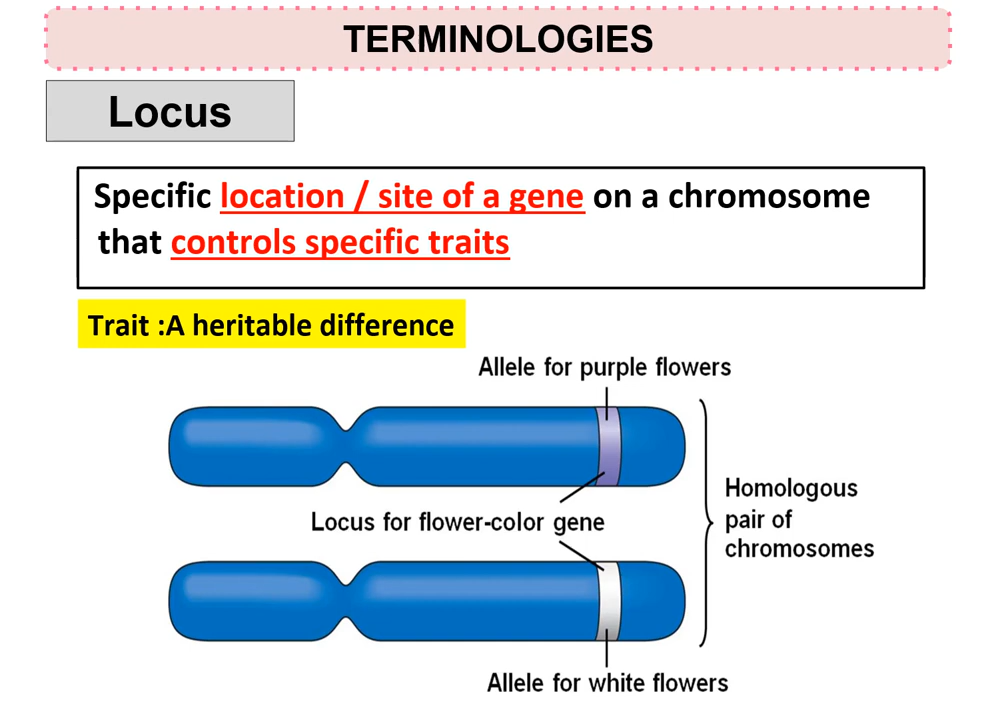 TERMINOLOGIES
Locus
Specific location / site of a gene on a chromosome
that controls specific traits
Trait :A heritable difference
Allele for purple flowers
Homologous
pair of
chromosomes
Locus for flower-color gene
Allele for white flowers